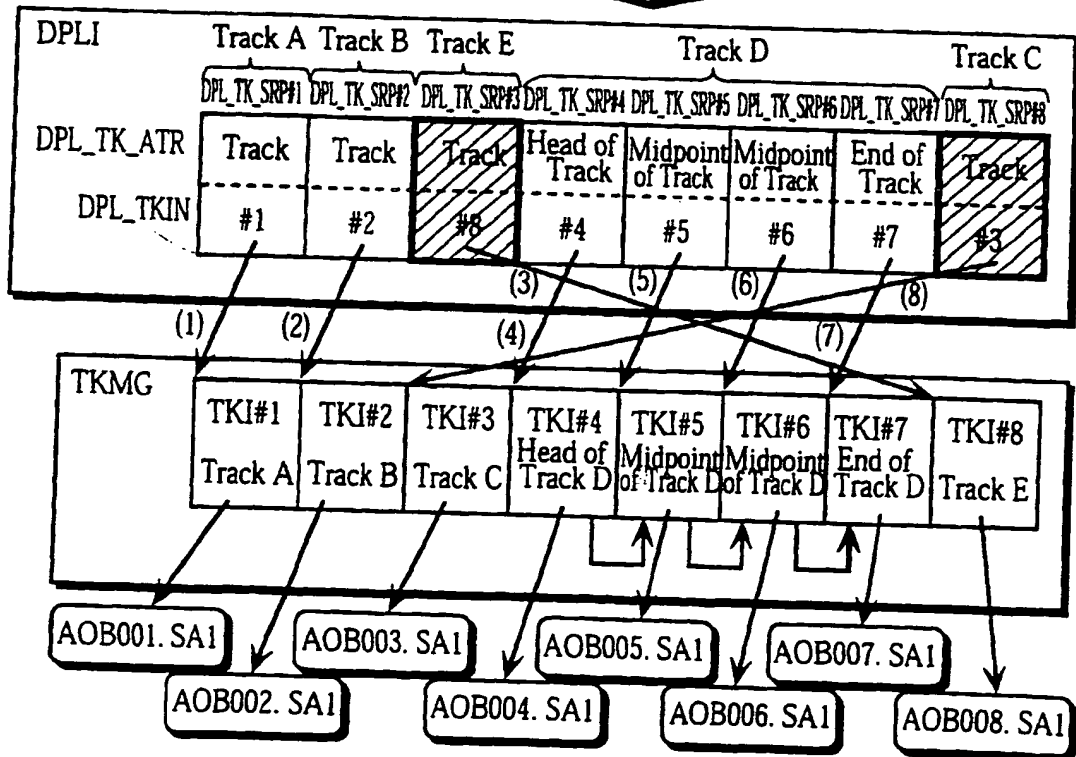 DPLI
Track A Track B Track E Track D Track C
DPL_TK_SRP#1 DPL_TK_SRP#2 DPL_TK_SRP#3 DPL_TK_SRP#4 DPL_TK_SRP#5 DPL_TK_SRP#6 DPL_TK_SRP#7 DPL_TK_SRP#8
DPL_TK_ATR
Track
Track
Track
Head of
Track
Midpoint
of Track
Midpoint
of Track
End of
Track
Track
DPL_TKIN
#1 #2 #8 #4 #5 #6 #7 #3
(1) (2) (3) (4) (5) (6) (7) (8)
TKMG
TKI#1
Track A
TKI#2
Track B
TKI#3
Track C
TKI#4
Head of
Track D
TKI#5
Midpoint
of Track D
TKI#6
Midpoint
of Track D
TKI#7
End of
Track D
TKI#8
Track E
AOB001. SA1
AOB003. SA1
AOB005. SA1
AOB007. SA1
AOB002. SA1
AOB004. SA1
AOB006. SA1
AOB008. SA1